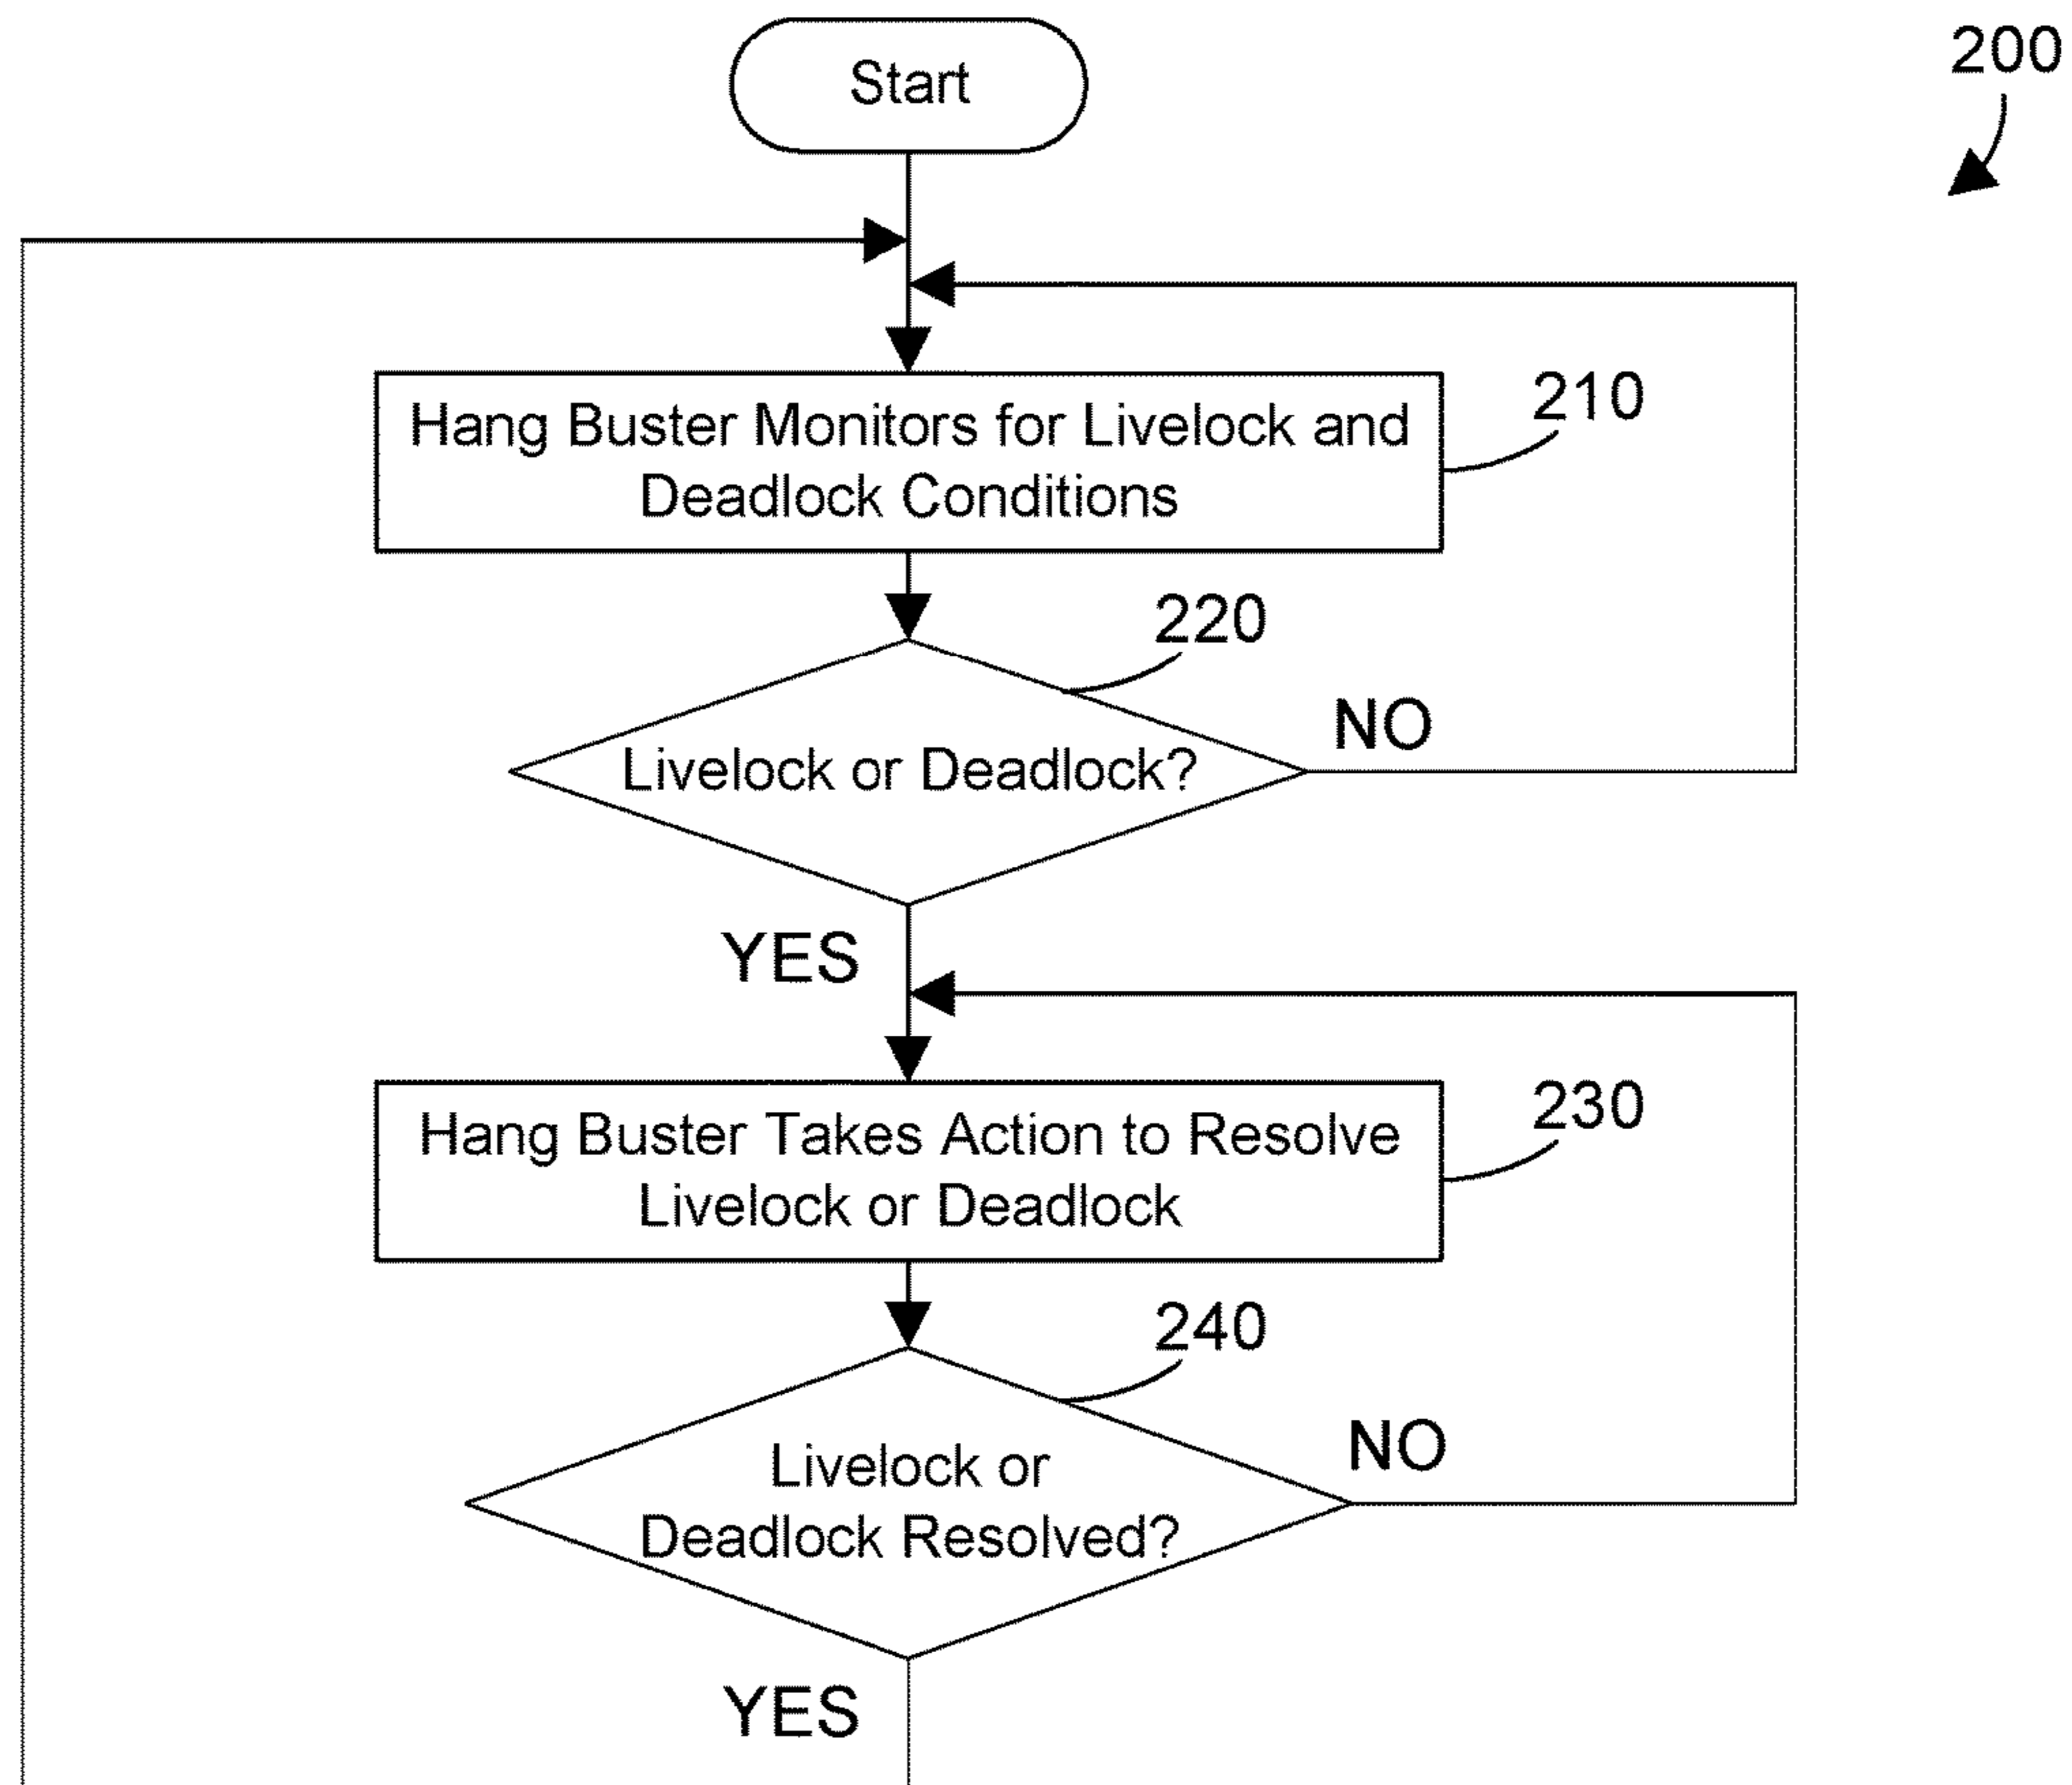 200
Start
Hang Buster Monitors for Livelock and
Deadlock Conditions
210
220
Livelock or Deadlock?
NO
YES
Hang Buster Takes Action to Resolve
Livelock or Deadlock
230
240
Livelock or
Deadlock Resolved?
NO
YES